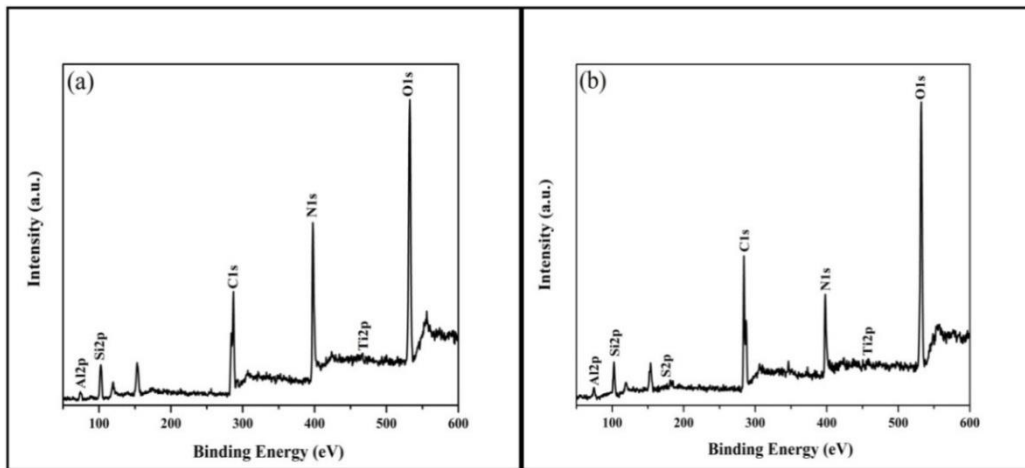 (a)
Intensity (a.u.)
Al2p
Si2p
C1s
N1s
Ti2p
O1s
100 200 300 400 500 600
Binding Energy (eV)
(b)
Intensity (a.u.)
Al2p
Si2p
S2p
C1s
N1s
Ti2p
O1s
100 200 300 400 500 600
Binding Energy (eV)